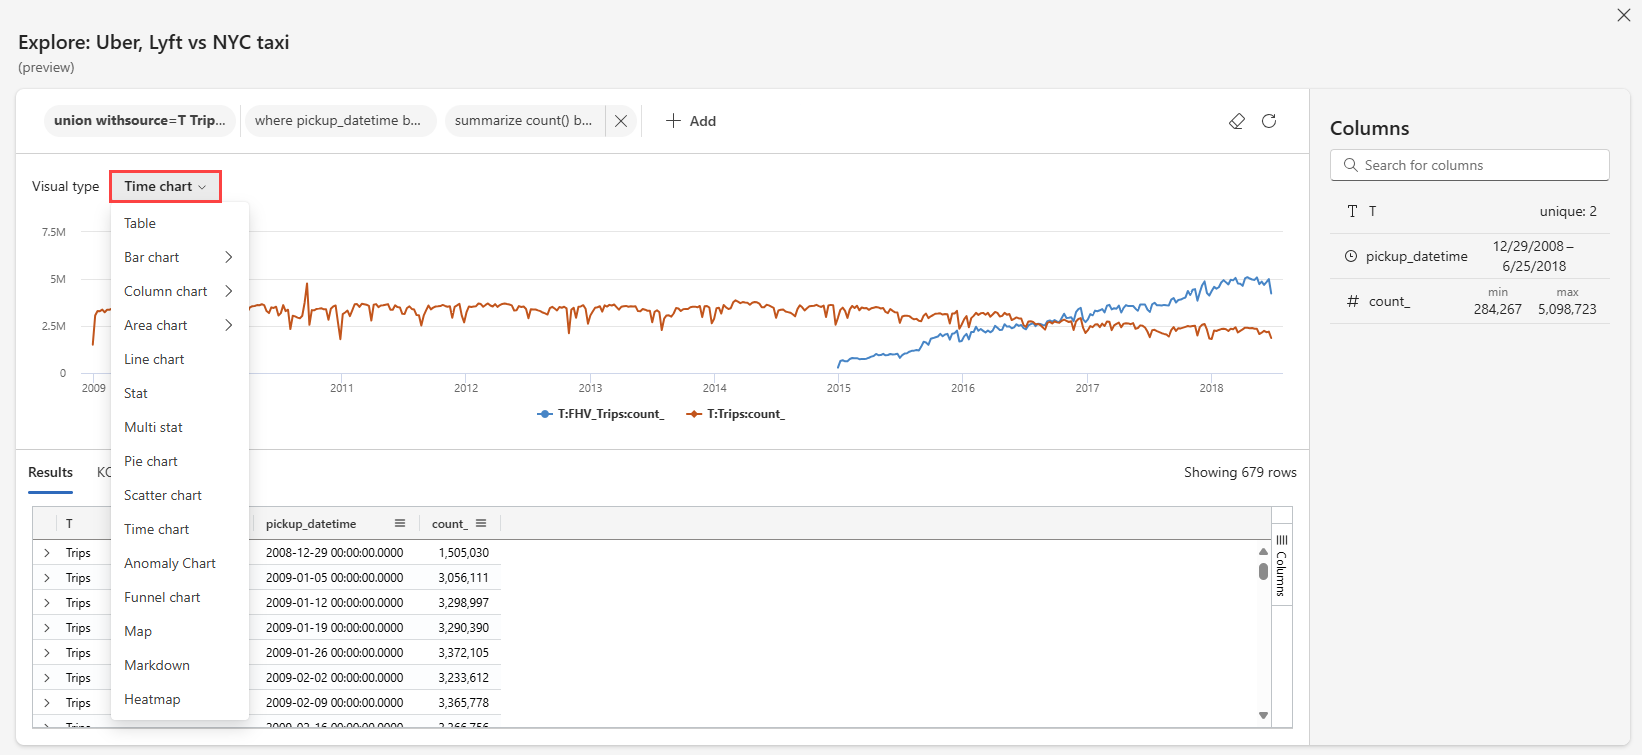 Explore: Uber, Lyft vs NYC taxi
(preview)
union withsource=T Trip...
where pickup_datetime b...
summarize count() b...
Add
Visual type
Time chart
Table
Bar chart
Column chart
Area chart
Line chart
Stat
Multi stat
Pie chart
Scatter chart
Time chart
Anomaly Chart
Funnel chart
Map
Markdown
Heatmap
7.5M
5M
2.5M
0
2009 2011 2012 2013 2014 2015 2016 2017 2018
T:FHV_Trips:count_ T:Trips:count_
Results
Showing 679 rows
T pickup_datetime count_
Trips 2008-12-29 00:00:00.0000 1,505,030
Trips 2009-01-05 00:00:00.0000 3,056,111
Trips 2009-01-12 00:00:00.0000 3,298,997
Trips 2009-01-19 00:00:00.0000 3,290,390
Trips 2009-01-26 00:00:00.0000 3,372,105
Trips 2009-02-02 00:00:00.0000 3,233,612
Trips 2009-02-09 00:00:00.0000 3,365,778
Columns
Columns
Search for columns
T unique: 2
pickup_datetime 12/29/2008 –
6/25/2018
min max
count_ 284,267 5,098,723